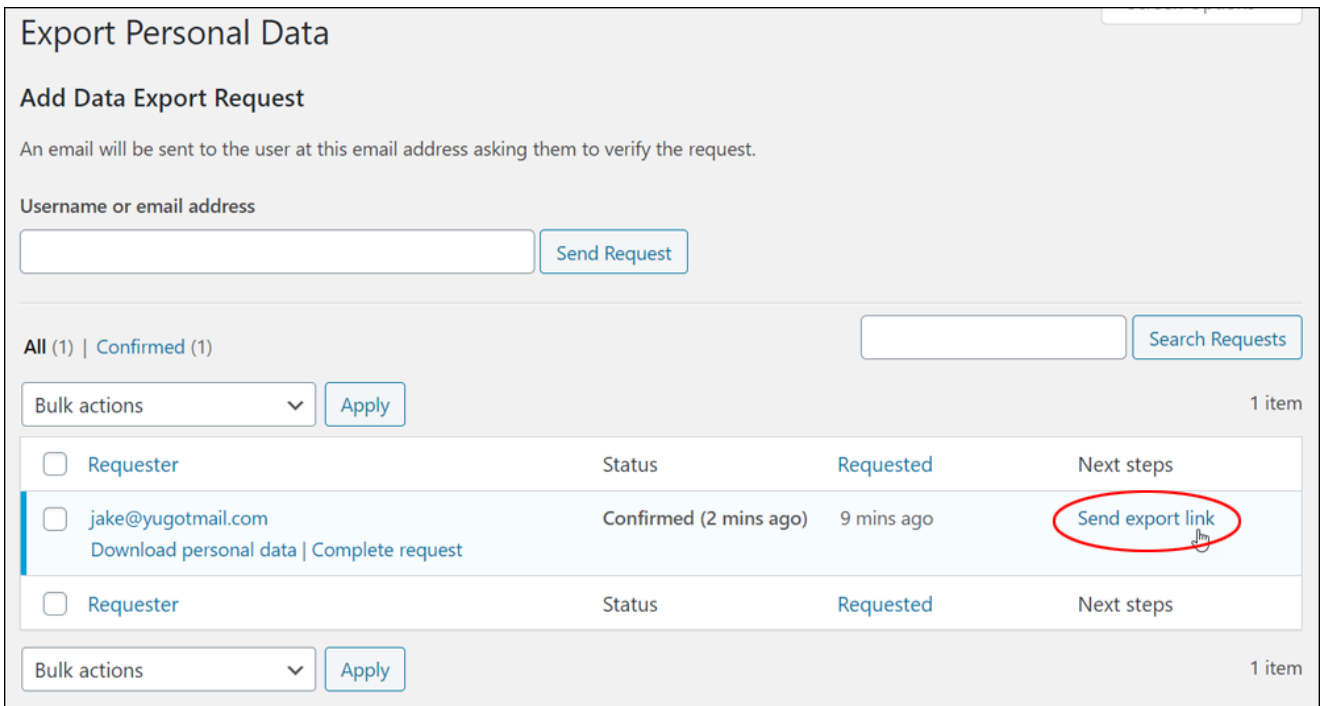 Export Personal Data
Add Data Export Request
An email will be sent to the user at this email address asking them to verify the request.
Username or email address
Send Request
All (1) | Confirmed (1)
Search Requests
Bulk actions Apply 1 item
Requester Status Requested Next steps
jake@yugotmail.com Confirmed (2 mins ago) 9 mins ago Send export link
Download personal data | Complete request
Requester Status Requested Next steps
Bulk actions Apply 1 item